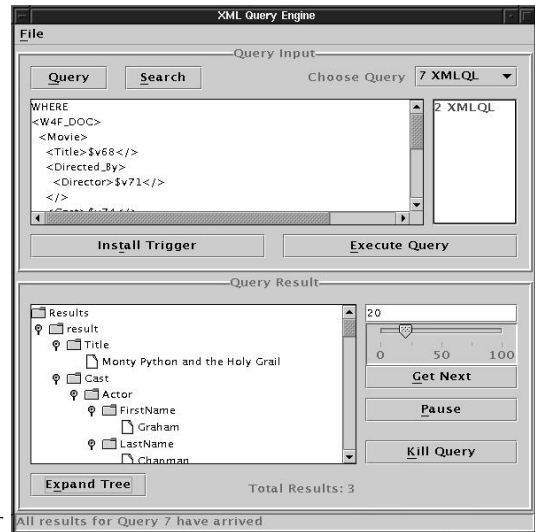 XML Query Engine
File
Query Input
Query Search Choose Query 7 XMLQL
WHERE
<W4F_DOC>
<Movie>
<Title>$v68</>
<Directed_By>
<Director>$v71</>
</>
2 XMLQL
Install Trigger Execute Query
Query Result
Results
result
Title
Monty Python and the Holy Grail
Cast
Actor
FirstName
Graham
LastName
Chapman
20
0 50 100
Get Next
Pause
Kill Query
Expand Tree Total Results: 3
All results for Query 7 have arrived